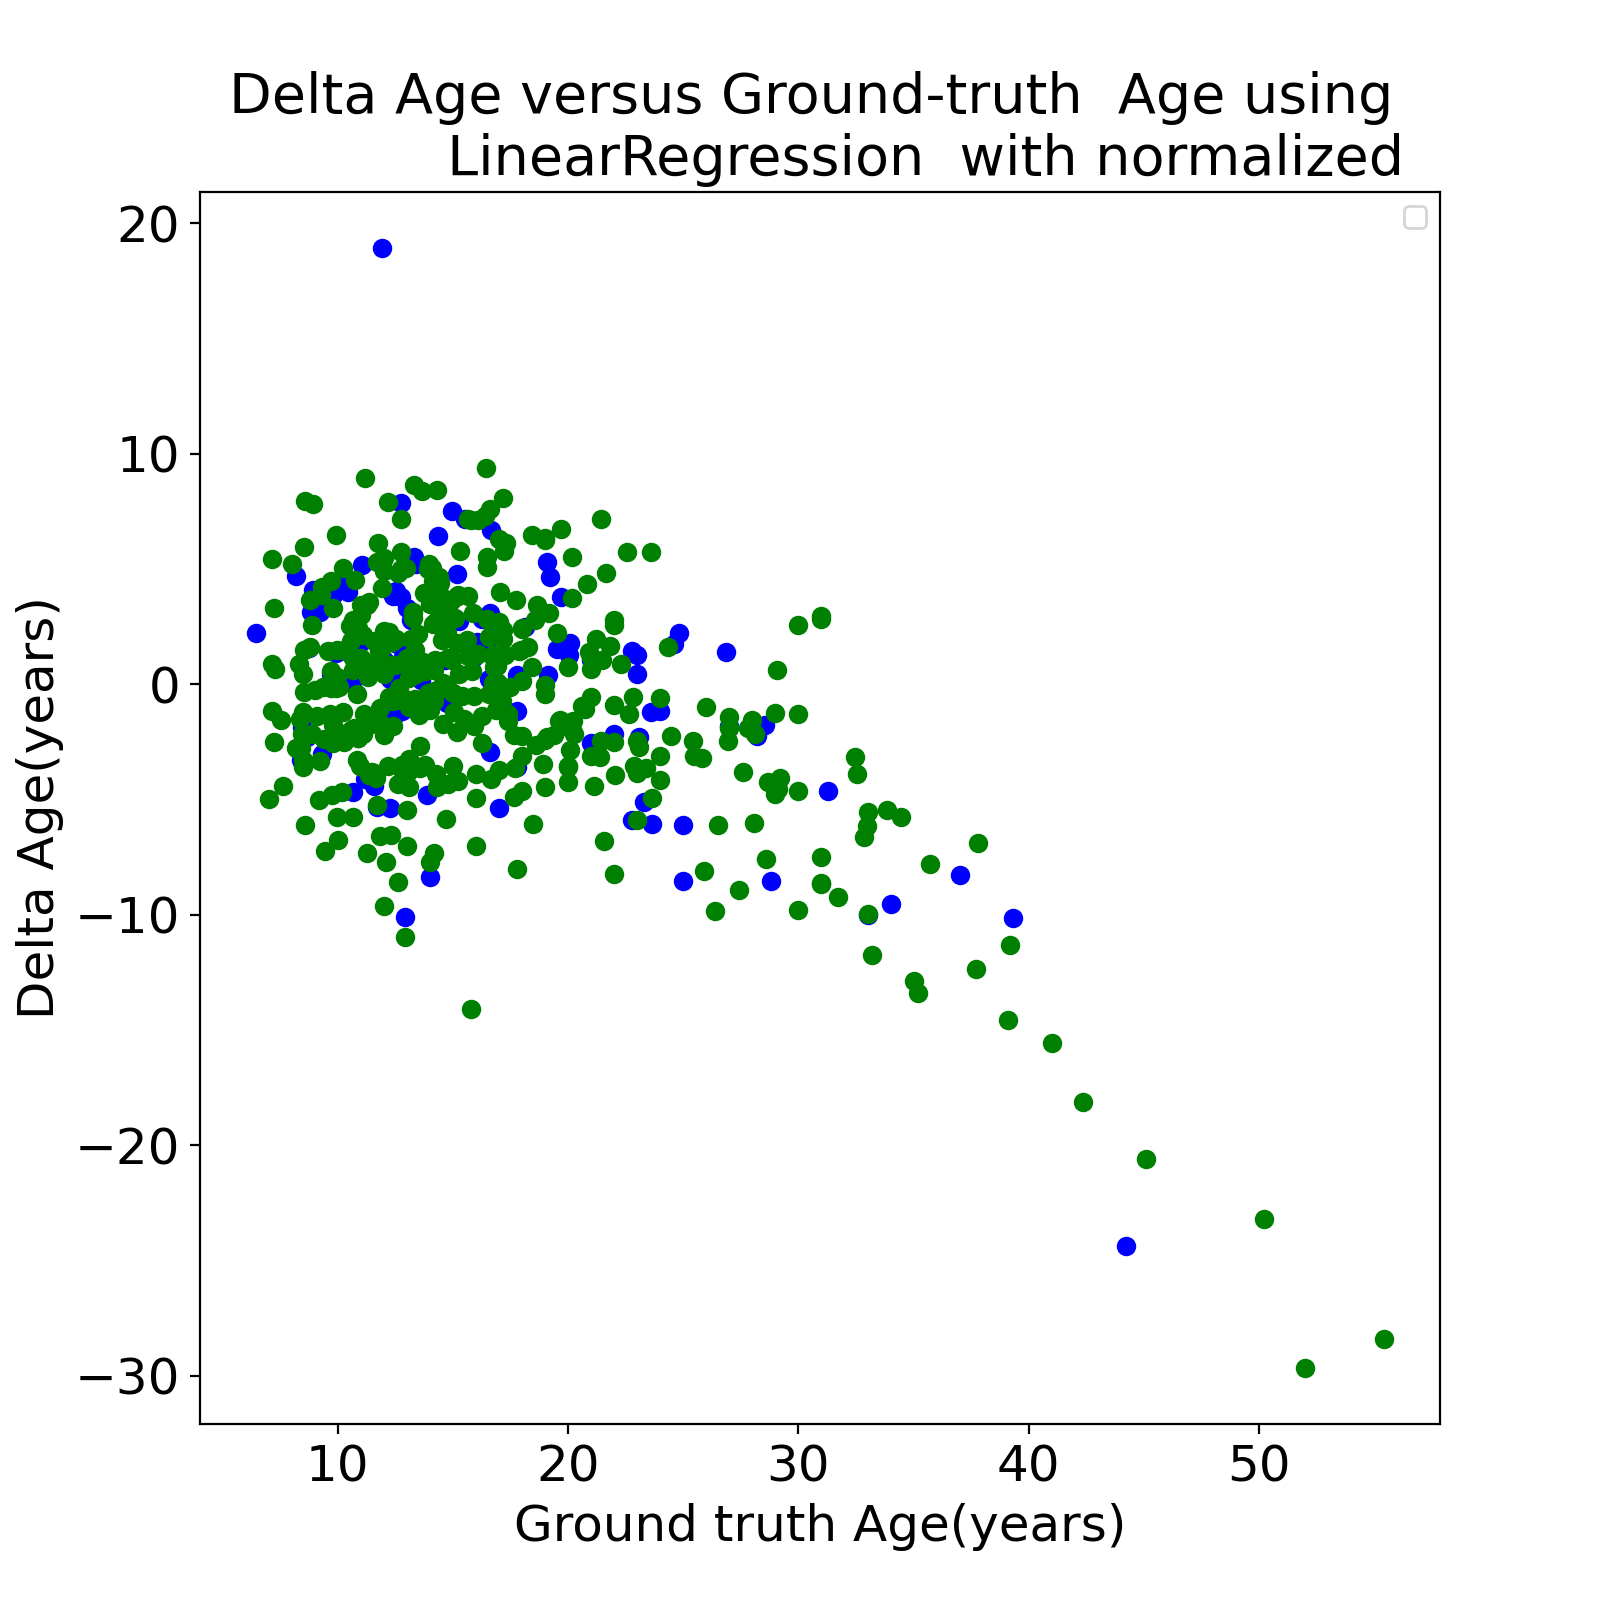 Delta Age versus Ground-truth  Age using
LinearRegression  with normalized
20
10
0
−10
−20
−30
Delta Age(years)
10 20 30 40 50
Ground truth Age(years)